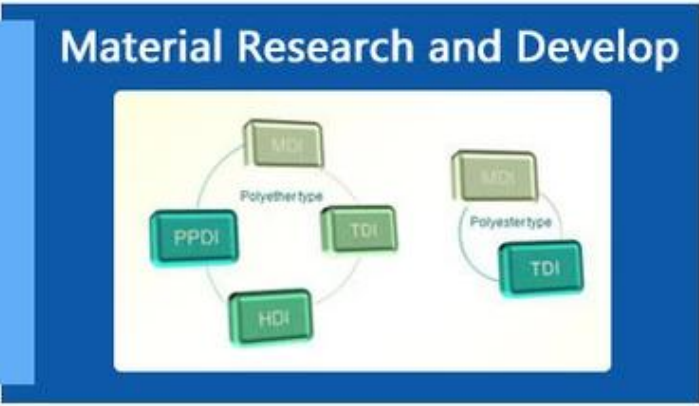 Material Research and Develop
MDI
Polyether type
PPDI
TDI
HDI
MDI
Polyester type
TDI